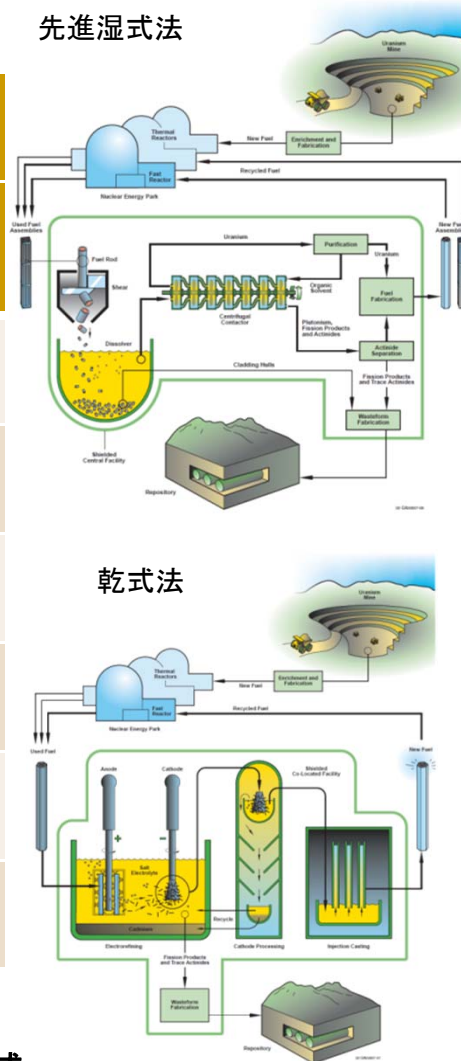 先進湿式法
Uranium
Mine
Thermal
Reactors
New Fuel
Enrichment and
Fabrication
Fast
Reactor
Recycled Fuel
Nuclear Energy Park
Used Fuel
Assemblies
New Fuel
Fuel Rod
Shear
Uranium
Purification
Uranium
Organic
Solvent
Fuel
Fabrication
Centrifugal
Contactor
Plutonium,
Fission Products
and Actinides
Dissolver
Actinide
Separation
Cladding Hulls
Fission Products
and Trace Actinides
Wasteform
Fabrication
Shielded
Central Facility
Repository
乾式法
Uranium
Mine
Thermal
Reactors
New Fuel
Enrichment and
Fabrication
Fast
Reactor
Recycled Fuel
Nuclear Energy Park
Used Fuel
New Fuel
Anode
Cathode
Shielded
Co-Located Facility
+
−
Salt
Electrolyte
Recycle
Cadmium
Electrorefining
Cathode Processing
Injection Casting
Fission Products
and Trace Actinides
Wasteform
Fabrication
Repository